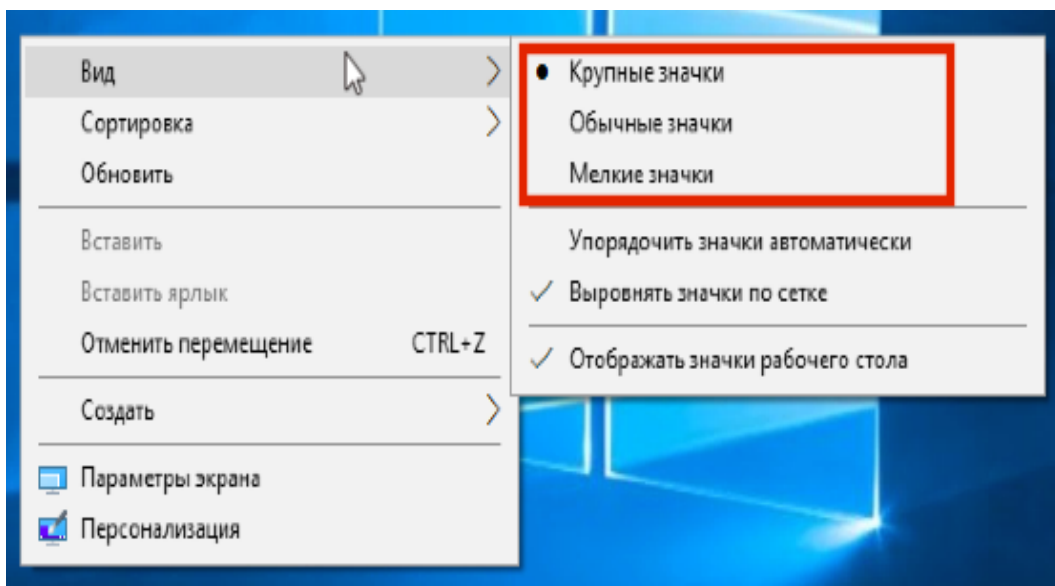 Вид
Сортировка
Обновить
Вставить
Вставить ярлык
Отменить перемещение CTRL+Z
Создать
Параметры экрана
Персонализация
Крупные значки
Обычные значки
Мелкие значки
Упорядочить значки автоматически
Выровнять значки по сетке
Отображать значки рабочего стола